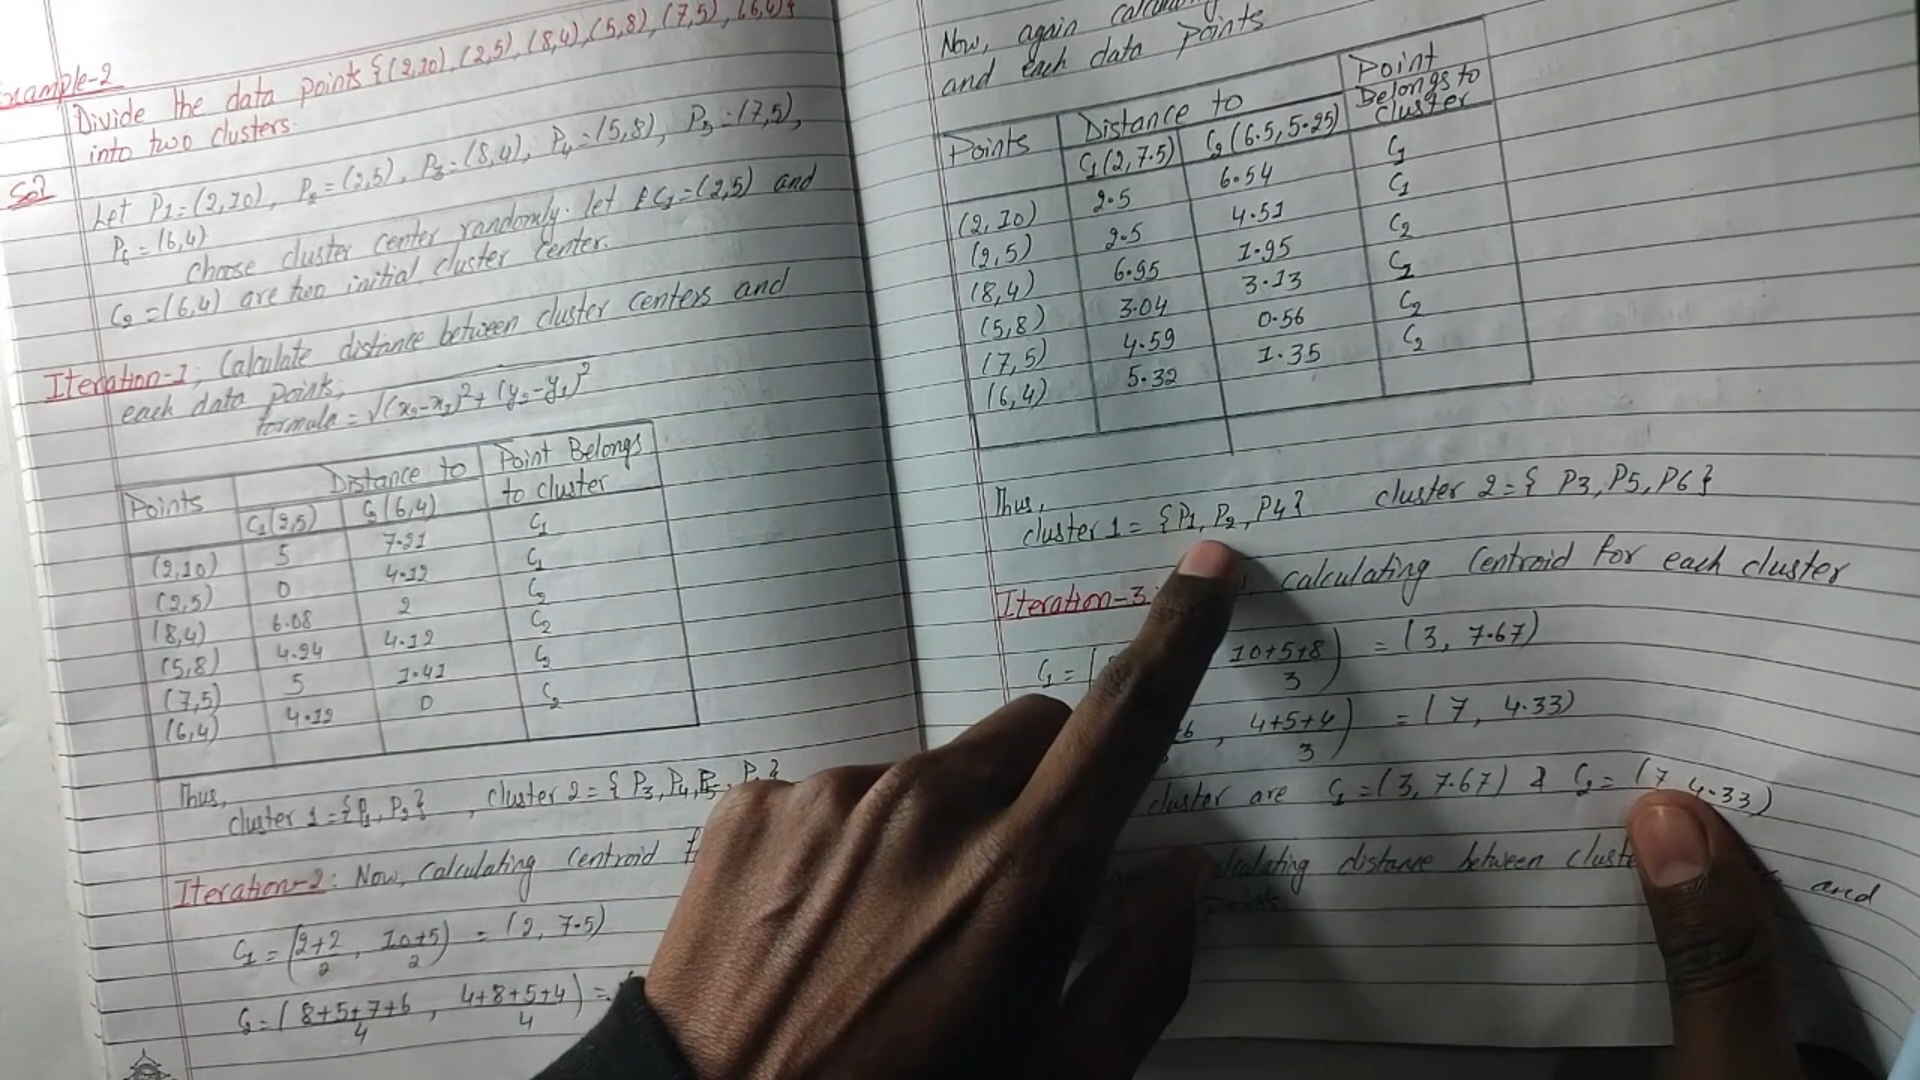 Example-2
Divide the data points {(2,10), (2,5), (8,4), (5,8), (7,5), (6,4)}
into two clusters.
Sol
Let P1=(2,10), P2=(2,5), P3=(8,4), P4=(5,8), P5=(7,5),
P6=(6,4)
choose cluster center randomly. let C1=(2,5) and
C2=(6,4) are two initial cluster center.
Iteration-1: Calculate distance between cluster centers and
each data points,
formula = √(x2-x1)²+(y2-y1)²
Points Distance to Point Belongs
to cluster
C1(2,5) C2(6,4)
(2,10) 5 7.21 C1
(2,5) 0 4.12 C1
(8,4) 6.08 2 C2
(5,8) 4.24 4.12 C2
(7,5) 5 1.41 C2
(6,4) 4.12 0 C2
Thus,
cluster 1={P1, P2}, cluster 2={P3, P4, P5,
Iteration-2: Now, calculating Centroid
C1=(2+2/2, 10+5/2) = (2, 7.5)
C2=(8+5+7+6/4, 4+8+5+4/4) =
Now, again
and each data points
Points Distance to Point
Belongs to
cluster
C1(2,7.5) C2(6.5,5.25)
(2,10) 2.5 6.54 C1
(2,5) 2.5 4.51 C1
(8,4) 6.95 1.95 C2
(5,8) 3.04 3.13
(7,5) 4.59 0.56 C2
(6,4) 5.32 1.35 C2
Thus,
cluster 1={P1, P2, P4} cluster 2={P3, P5, P6}
Iteration-3: calculating Centroid for each cluster
C1=( 10+5+8/3) = (3, 7.67)
, 4+5+4/3) = (7, 4.33)
cluster are C1=(3, 7.67) & C2=(7 4.33)
distance between and